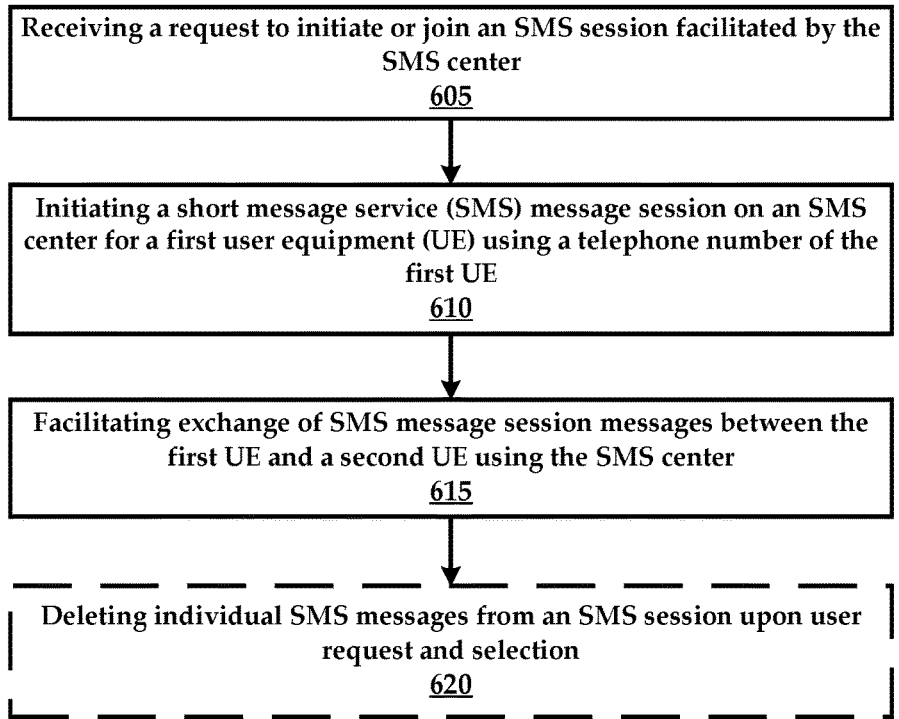 Receiving a request to initiate or join an SMS session facilitated by the
SMS center
605
Initiating a short message service (SMS) message session on an SMS
center for a first user equipment (UE) using a telephone number of the
first UE
610
Facilitating exchange of SMS message session messages between the
first UE and a second UE using the SMS center
615
Deleting individual SMS messages from an SMS session upon user
request and selection
620